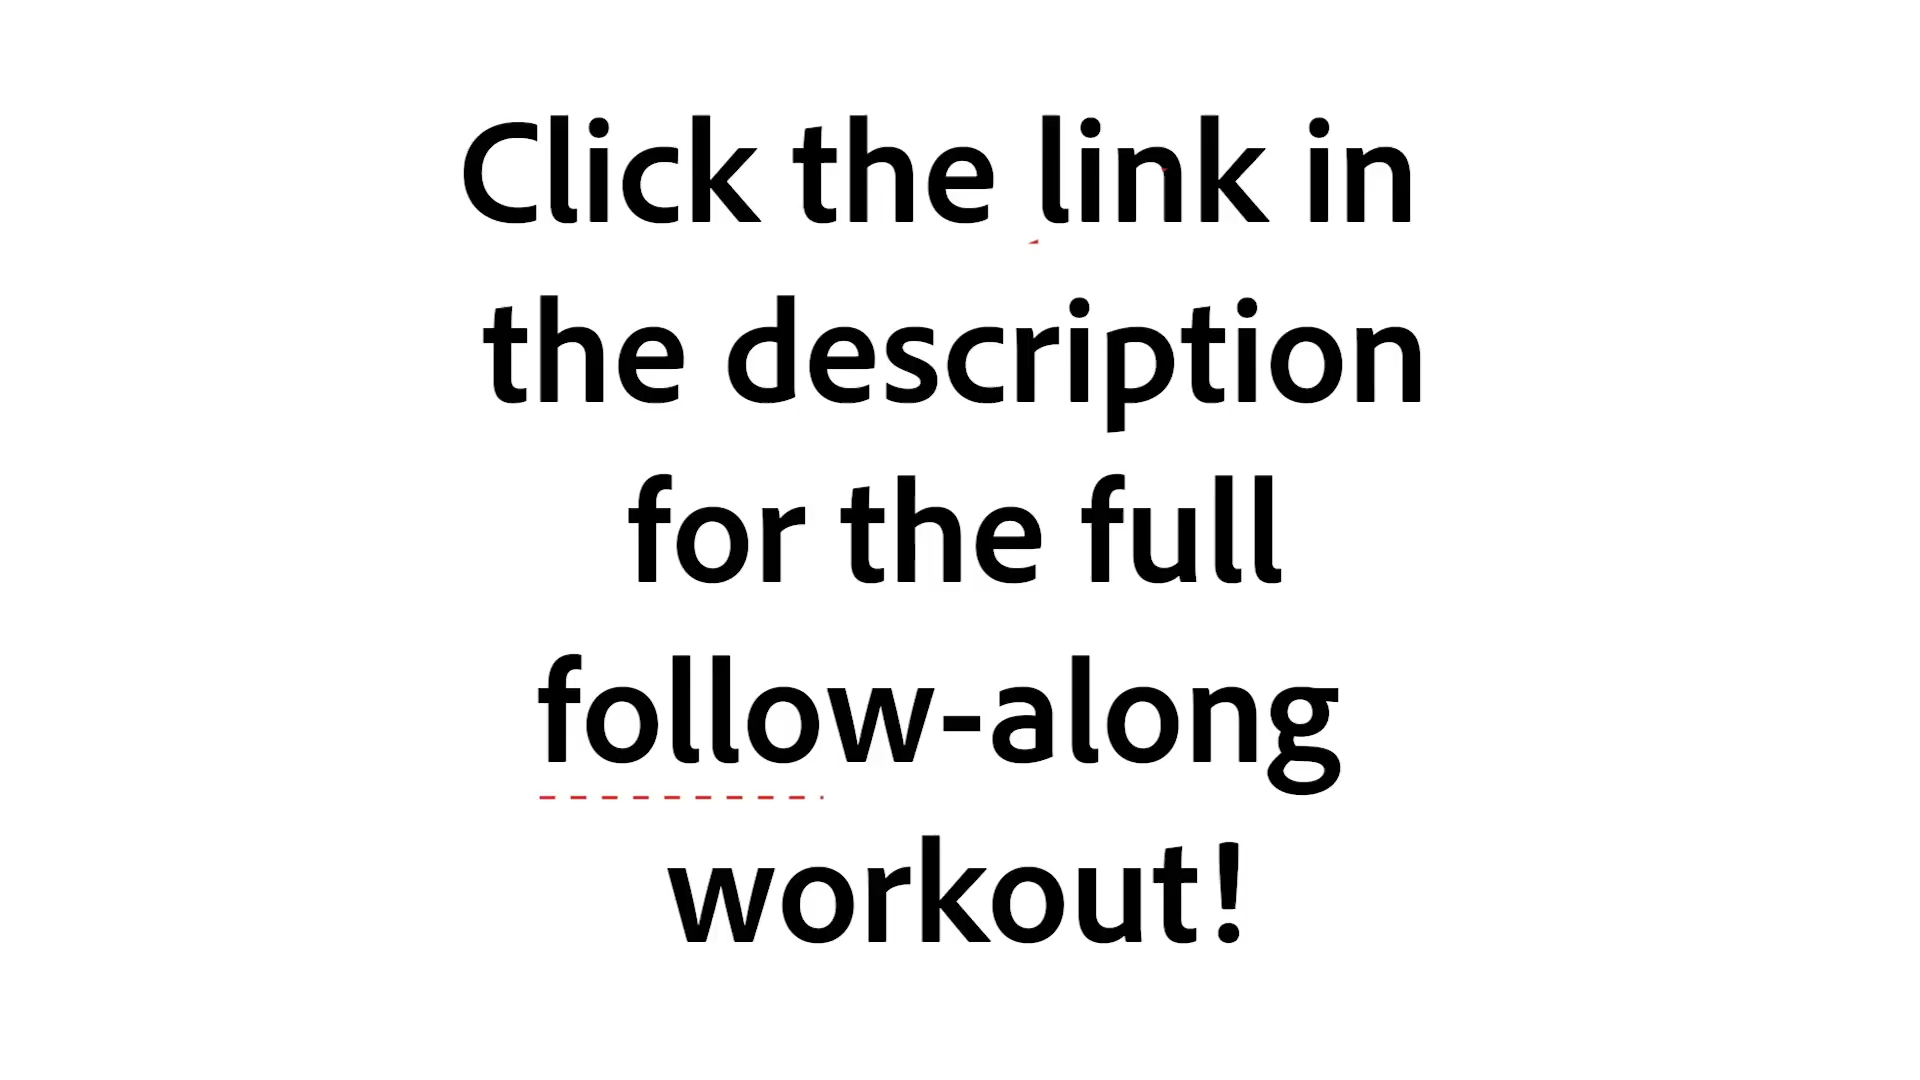 Click the link in
the description
for the full
follow-along
workout!